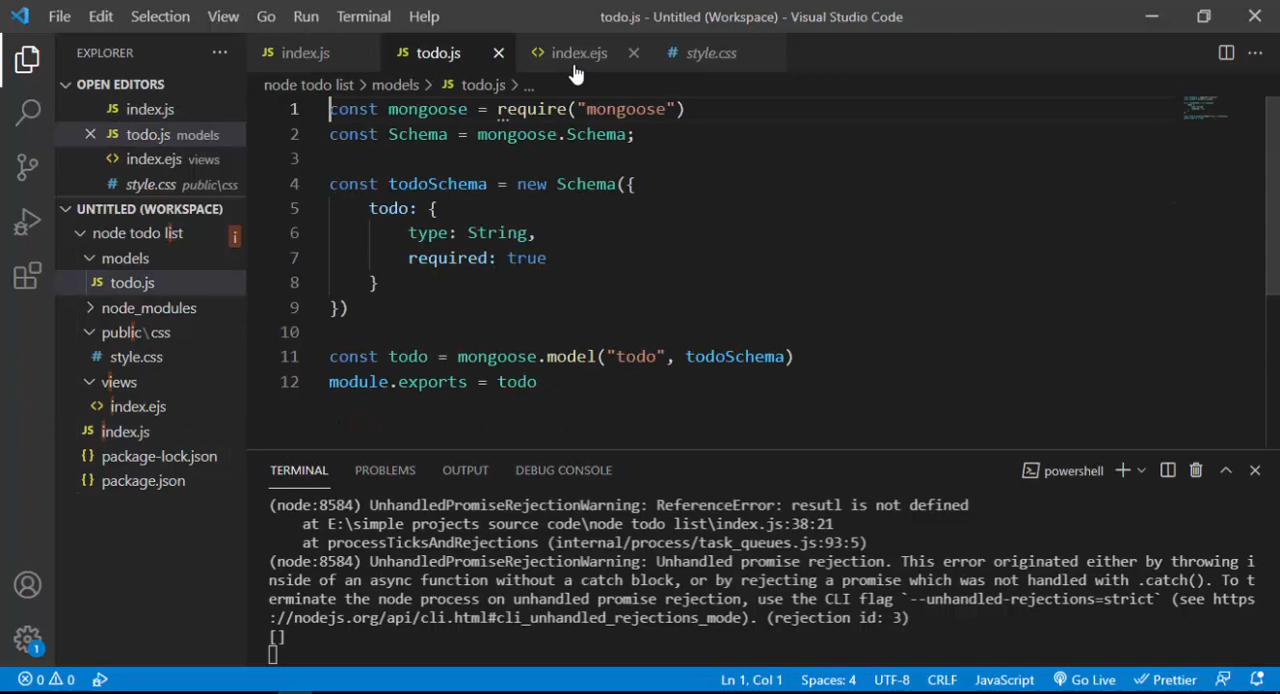 File Edit Selection View Go Run Terminal Help todo.js - Untitled (Workspace) - Visual Studio Code
EXPLORER ···
JS index.js JS todo.js <> index.ejs # style.css
OPEN EDITORS
JS index.js
JS todo.js models
<> index.ejs views
# style.css public\css
UNTITLED (WORKSPACE)
node todo list i
models
JS todo.js
node_modules
public\css
# style.css
views
<> index.ejs
JS index.js
{} package-lock.json
{} package.json
node todo list > models > JS todo.js > ...
1 const mongoose = require("mongoose")
2 const Schema = mongoose.Schema;
3
4 const todoSchema = new Schema({
5 todo: {
6 type: String,
7 required: true
8 }
9 })
10
11 const todo = mongoose.model("todo", todoSchema)
12 module.exports = todo
TERMINAL PROBLEMS OUTPUT DEBUG CONSOLE powershell
(node:8584) UnhandledPromiseRejectionWarning: ReferenceError: resutl is not defined
at E:\simple projects source code\node todo list\index.js:38:21
at processTicksAndRejections (internal/process/task_queues.js:93:5)
(node:8584) UnhandledPromiseRejectionWarning: Unhandled promise rejection. This error originated either by throwing i
nside of an async function without a catch block, or by rejecting a promise which was not handled with .catch(). To t
erminate the node process on unhandled promise rejection, use the CLI flag `--unhandled-rejections=strict` (see https
://nodejs.org/api/cli.html#cli_unhandled_rejections_mode). (rejection id: 3)
[]
1
0 0 Ln 1, Col 1 Spaces: 4 UTF-8 CRLF JavaScript Go Live Prettier